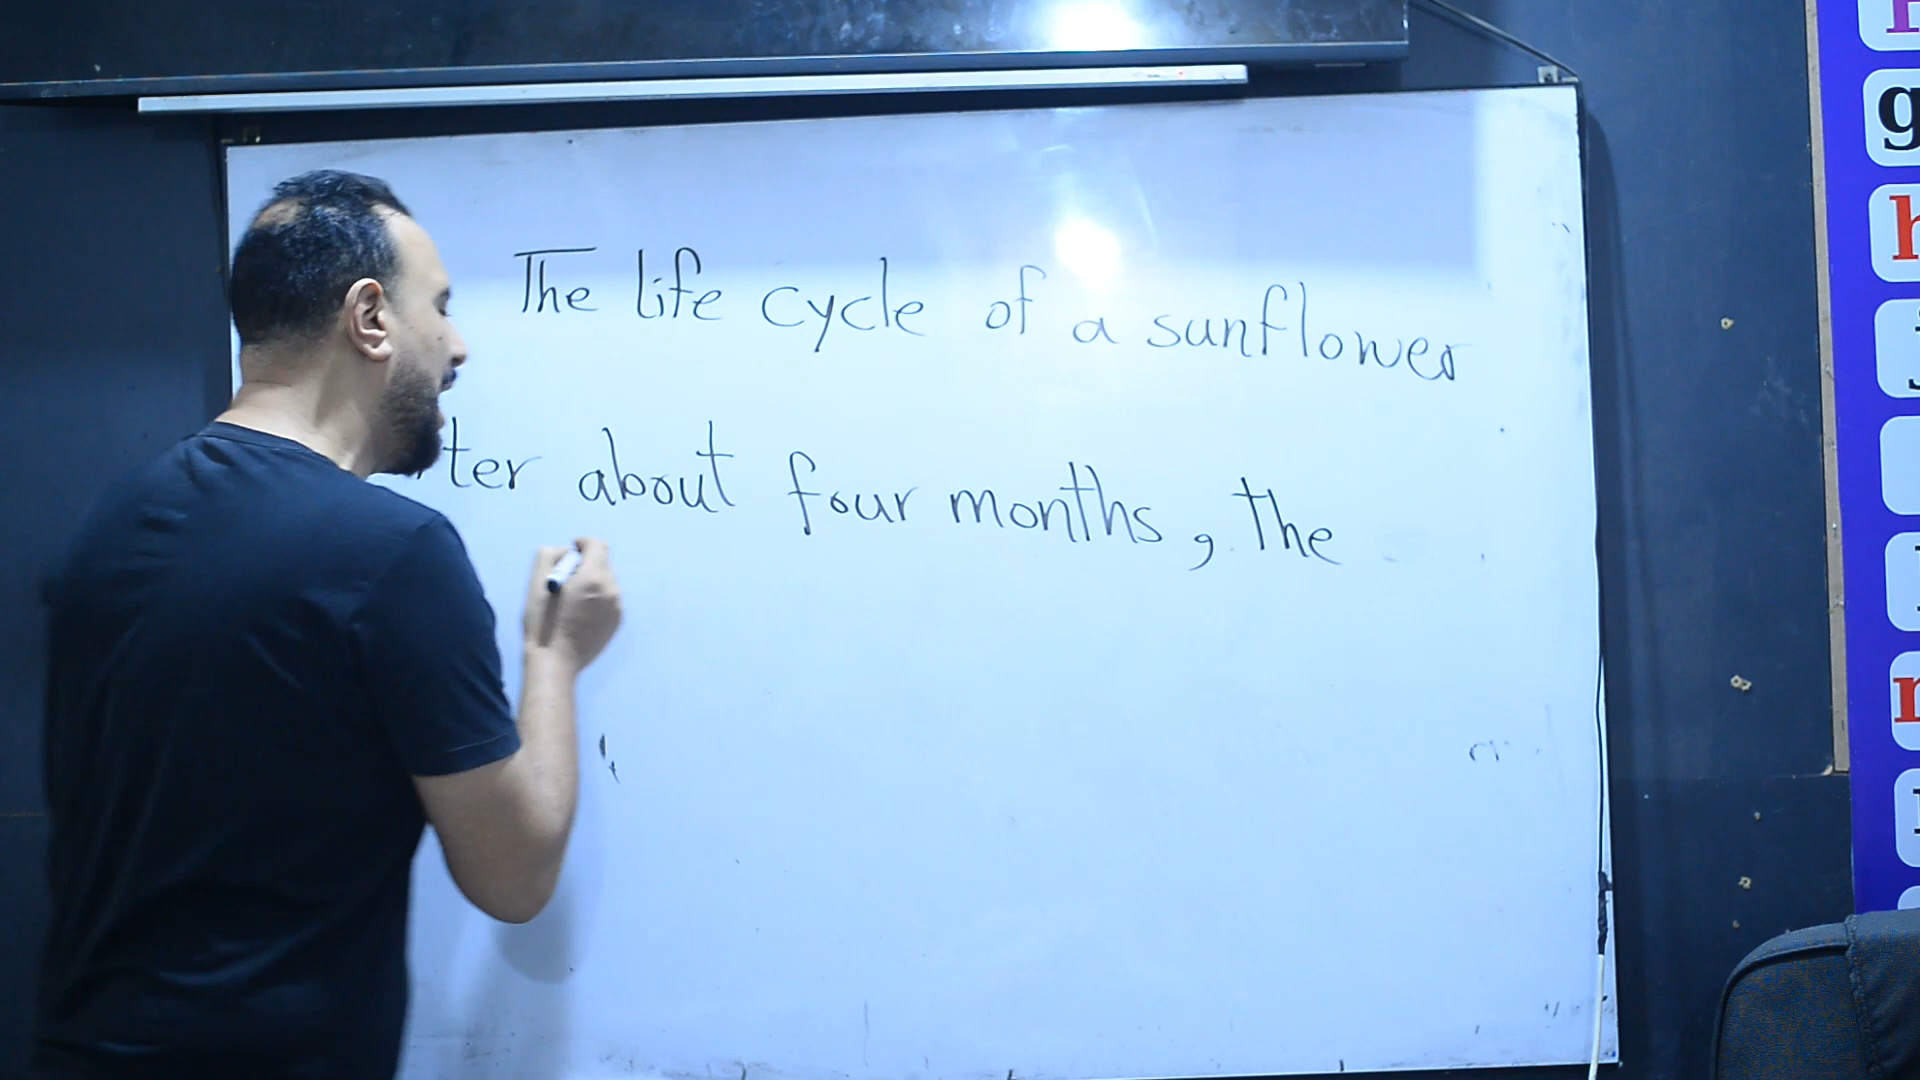 The life cycle of a sunflower
ter about four months, the
g
h